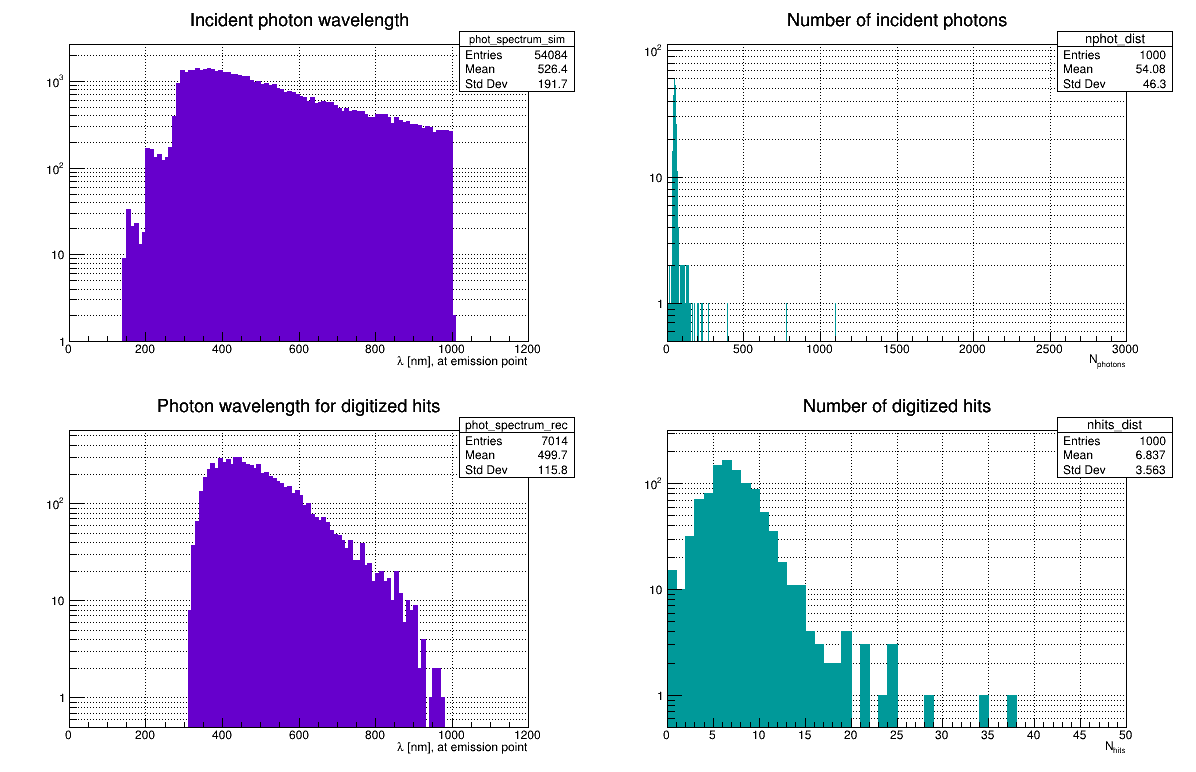 Incident photon wavelength
phot_spectrum_sim
Entries 54084
Mean 526.4
Std Dev 191.7
10³
10²
10
1
0 200 400 600 800 1000 1200
λ [nm], at emission point
Number of incident photons
nphot_dist
Entries 1000
Mean 54.08
Std Dev 46.3
10²
10
1
0 500 1000 1500 2000 2500 3000
Nphotons
Photon wavelength for digitized hits
phot_spectrum_rec
Entries 7014
Mean 499.7
Std Dev 115.8
10²
10
1
0 200 400 600 800 1000 1200
λ [nm], at emission point
Number of digitized hits
nhits_dist
Entries 1000
Mean 6.837
Std Dev 3.563
10²
10
1
0 5 10 15 20 25 30 35 40 45 50
Nhits